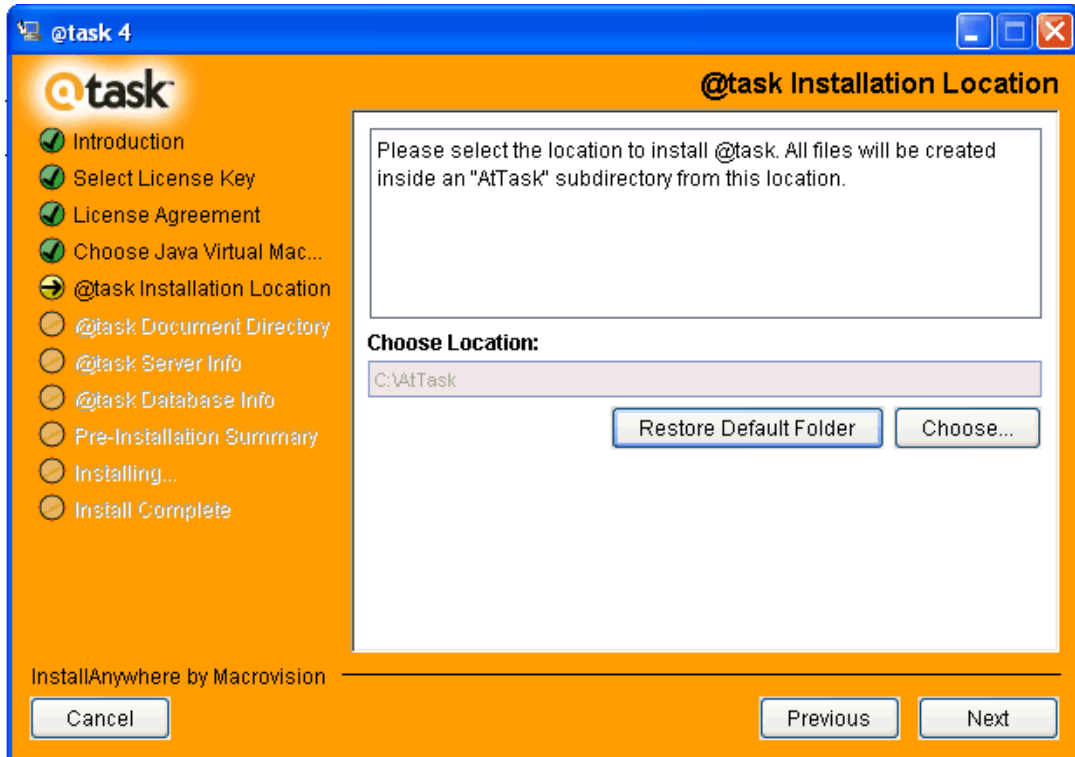 @task 4
@task™
@task Installation Location
Introduction
Select License Key
License Agreement
Choose Java Virtual Mac...
@task Installation Location
@task Document Directory
@task Server Info
@task Database Info
Pre-Installation Summary
Installing...
Install Complete
Please select the location to install @task. All files will be created
inside an "AtTask" subdirectory from this location.
Choose Location:
C:\AtTask
Restore Default Folder
Choose...
InstallAnywhere by Macrovision
Cancel
Previous
Next